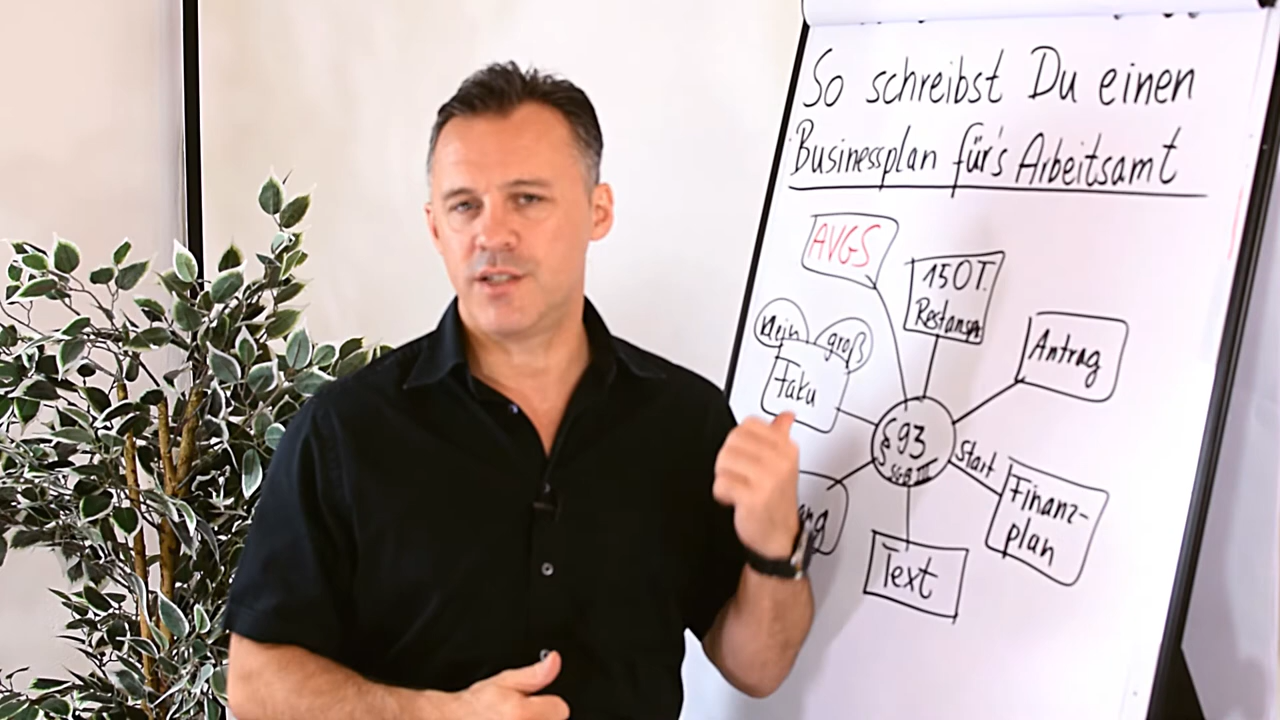 So schreibst Du einen
Businessplan für's Arbeitsamt
AVGS
150T.
Restanspr
klein
groß
Faku
Antrag
§ 93
SGB III
Start
Finanz-
plan
Text